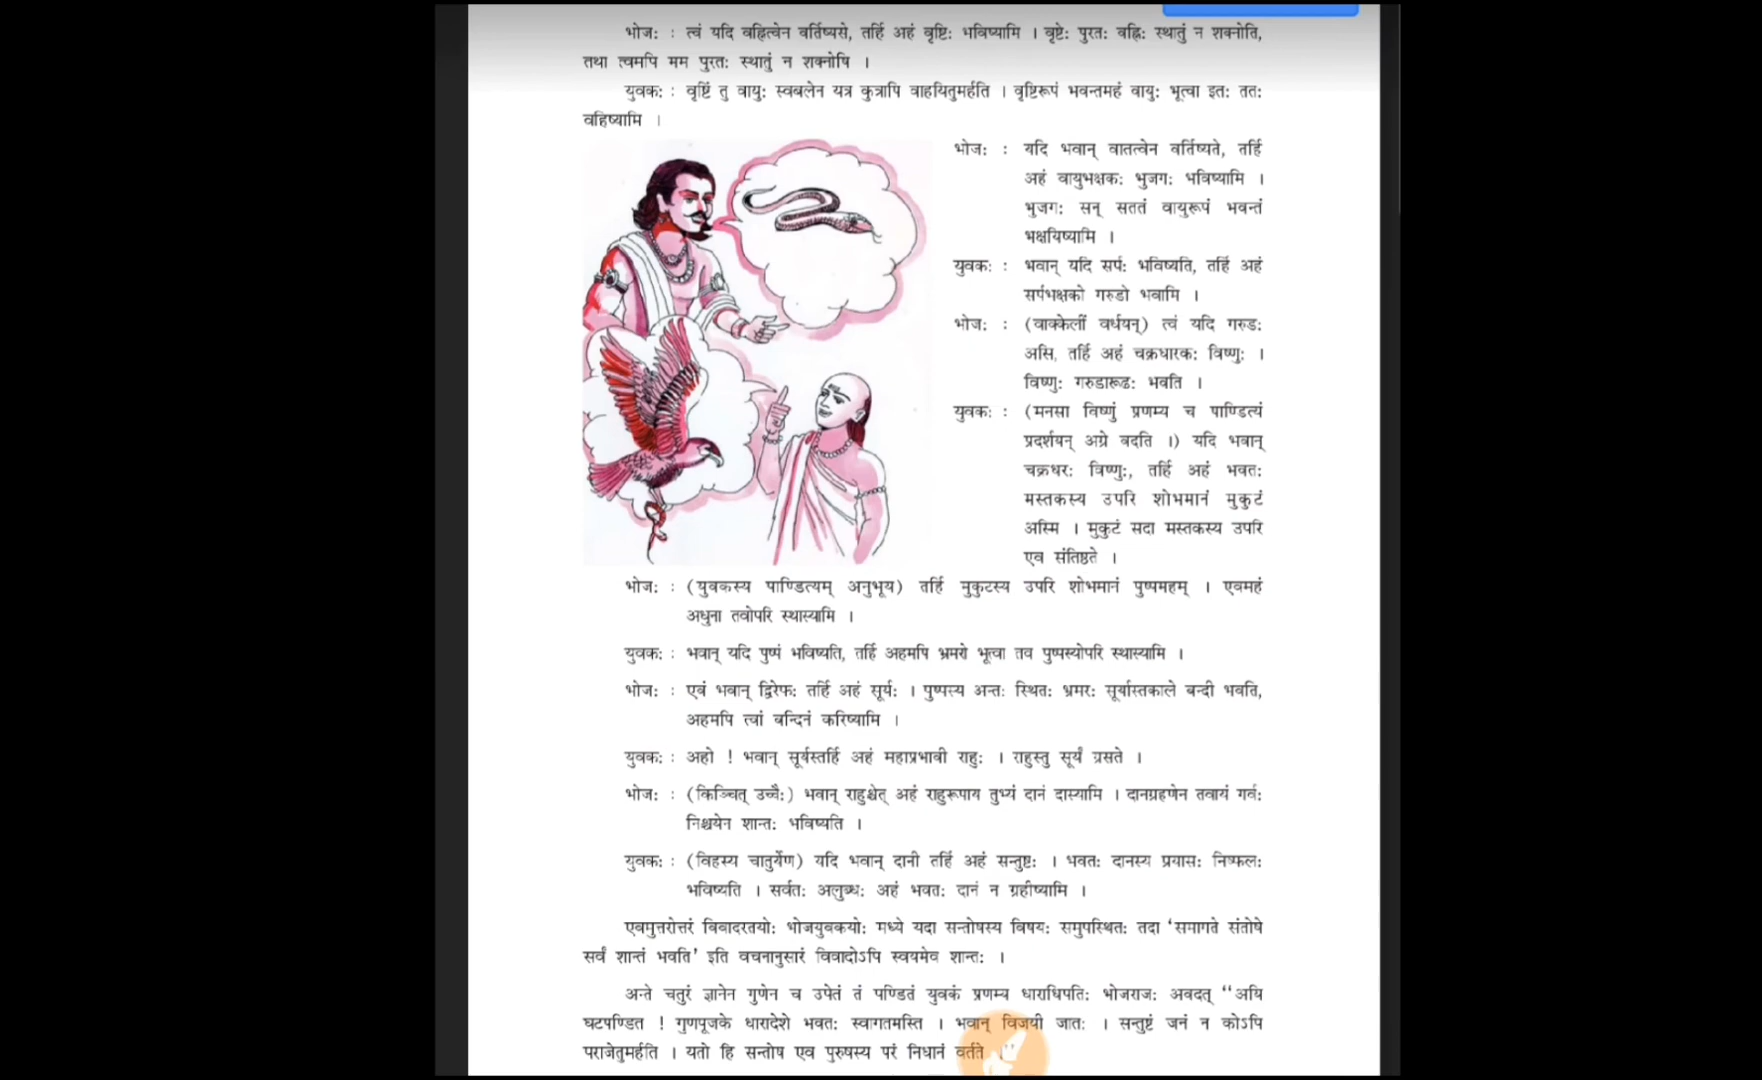 भोजः : त्वं यदि वह्नित्वेन वर्तिष्यसे, तर्हि अहं वृष्टिः भविष्यामि । वृष्टेः पुरतः वह्निः स्थातुं न शक्नोति,
तथा त्वमपि मम पुरतः स्थातुं न शक्नोषि ।
युवकः : वृष्टिं तु वायुः स्वबलेन यत्र कुत्रापि वाहयितुमर्हति । वृष्टिरूपं भवन्तमहं वायुः भूत्वा इतः ततः
वहिष्यामि ।
भोजः : यदि भवान् वातत्वेन वर्तिष्यते, तर्हि
अहं वायुभक्षकः भुजगः भविष्यामि ।
भुजगः सन् सततं वायुरूपं भवन्तं
भक्षयिष्यामि ।
युवकः : भवान् यदि सर्पः भविष्यति, तर्हि अहं
सर्पभक्षको गरुडो भवामि ।
भोजः : (वाक्केलीं वर्धयन्) त्वं यदि गरुडः
असि, तर्हि अहं चक्रधारकः विष्णुः ।
विष्णुः गरुडारूढः भवति ।
युवकः : (मनसा विष्णुं प्रणम्य च पाण्डित्यं
प्रदर्शयन् अग्रे वदति ।) यदि भवान्
चक्रधरः विष्णुः, तर्हि अहं भवतः
मस्तकस्य उपरि शोभमानं मुकुटं
अस्मि । मुकुटं सदा मस्तकस्य उपरि
एव संतिष्ठते ।
भोजः : (युवकस्य पाण्डित्यम् अनुभूय) तर्हि मुकुटस्य उपरि शोभमानं पुष्पमहम् । एवमहं
अधुना तवोपरि स्थास्यामि ।
युवकः : भवान् यदि पुष्पं भविष्यति, तर्हि अहमपि भ्रमरो भूत्वा तव पुष्पस्योपरि स्थास्यामि ।
भोजः : एवं भवान् द्विरेफः तर्हि अहं सूर्यः । पुष्पस्य अन्तः स्थितः भ्रमरः सूर्यास्तकाले बन्दी भवति,
अहमपि त्वां बन्दिनं करिष्यामि ।
युवकः : अहो ! भवान् सूर्यस्तर्हि अहं महाप्रभावी राहुः । राहुस्तु सूर्यं ग्रसते ।
भोजः : (किञ्चित् उच्चैः) भवान् राहुश्चेत् अहं राहुरूपाय तुभ्यं दानं दास्यामि । दानग्रहणेन तवायं गर्वः
निश्चयेन शान्तः भविष्यति ।
युवकः : (विहस्य चातुर्येण) यदि भवान् दानी तर्हि अहं सन्तुष्टः । भवतः दानस्य प्रयासः निष्फलः
भविष्यति । सर्वतः अलुब्धः अहं भवतः दानं न ग्रहीष्यामि ।
एवमुत्तरोत्तरं विवादरतयोः भोजयुवकयोः मध्ये यदा सन्तोषस्य विषयः समुपस्थितः तदा ‘समागते संतोषे
सर्वं शान्तं भवति’ इति वचनानुसारं विवादोऽपि स्वयमेव शान्तः ।
अन्ते चतुरं ज्ञानेन गुणेन च उपेतं तं पण्डितं युवकं प्रणम्य धाराधिपतिः भोजराजः अवदत् “अयि
घटपण्डित ! गुणपूजके धारादेशे भवतः स्वागतमस्ति । भवान् विजयी जातः । सन्तुष्टं जनं न कोऽपि
पराजेतुमर्हति । यतो हि सन्तोष एव पुरुषस्य परं निधानं वर्तते ।”